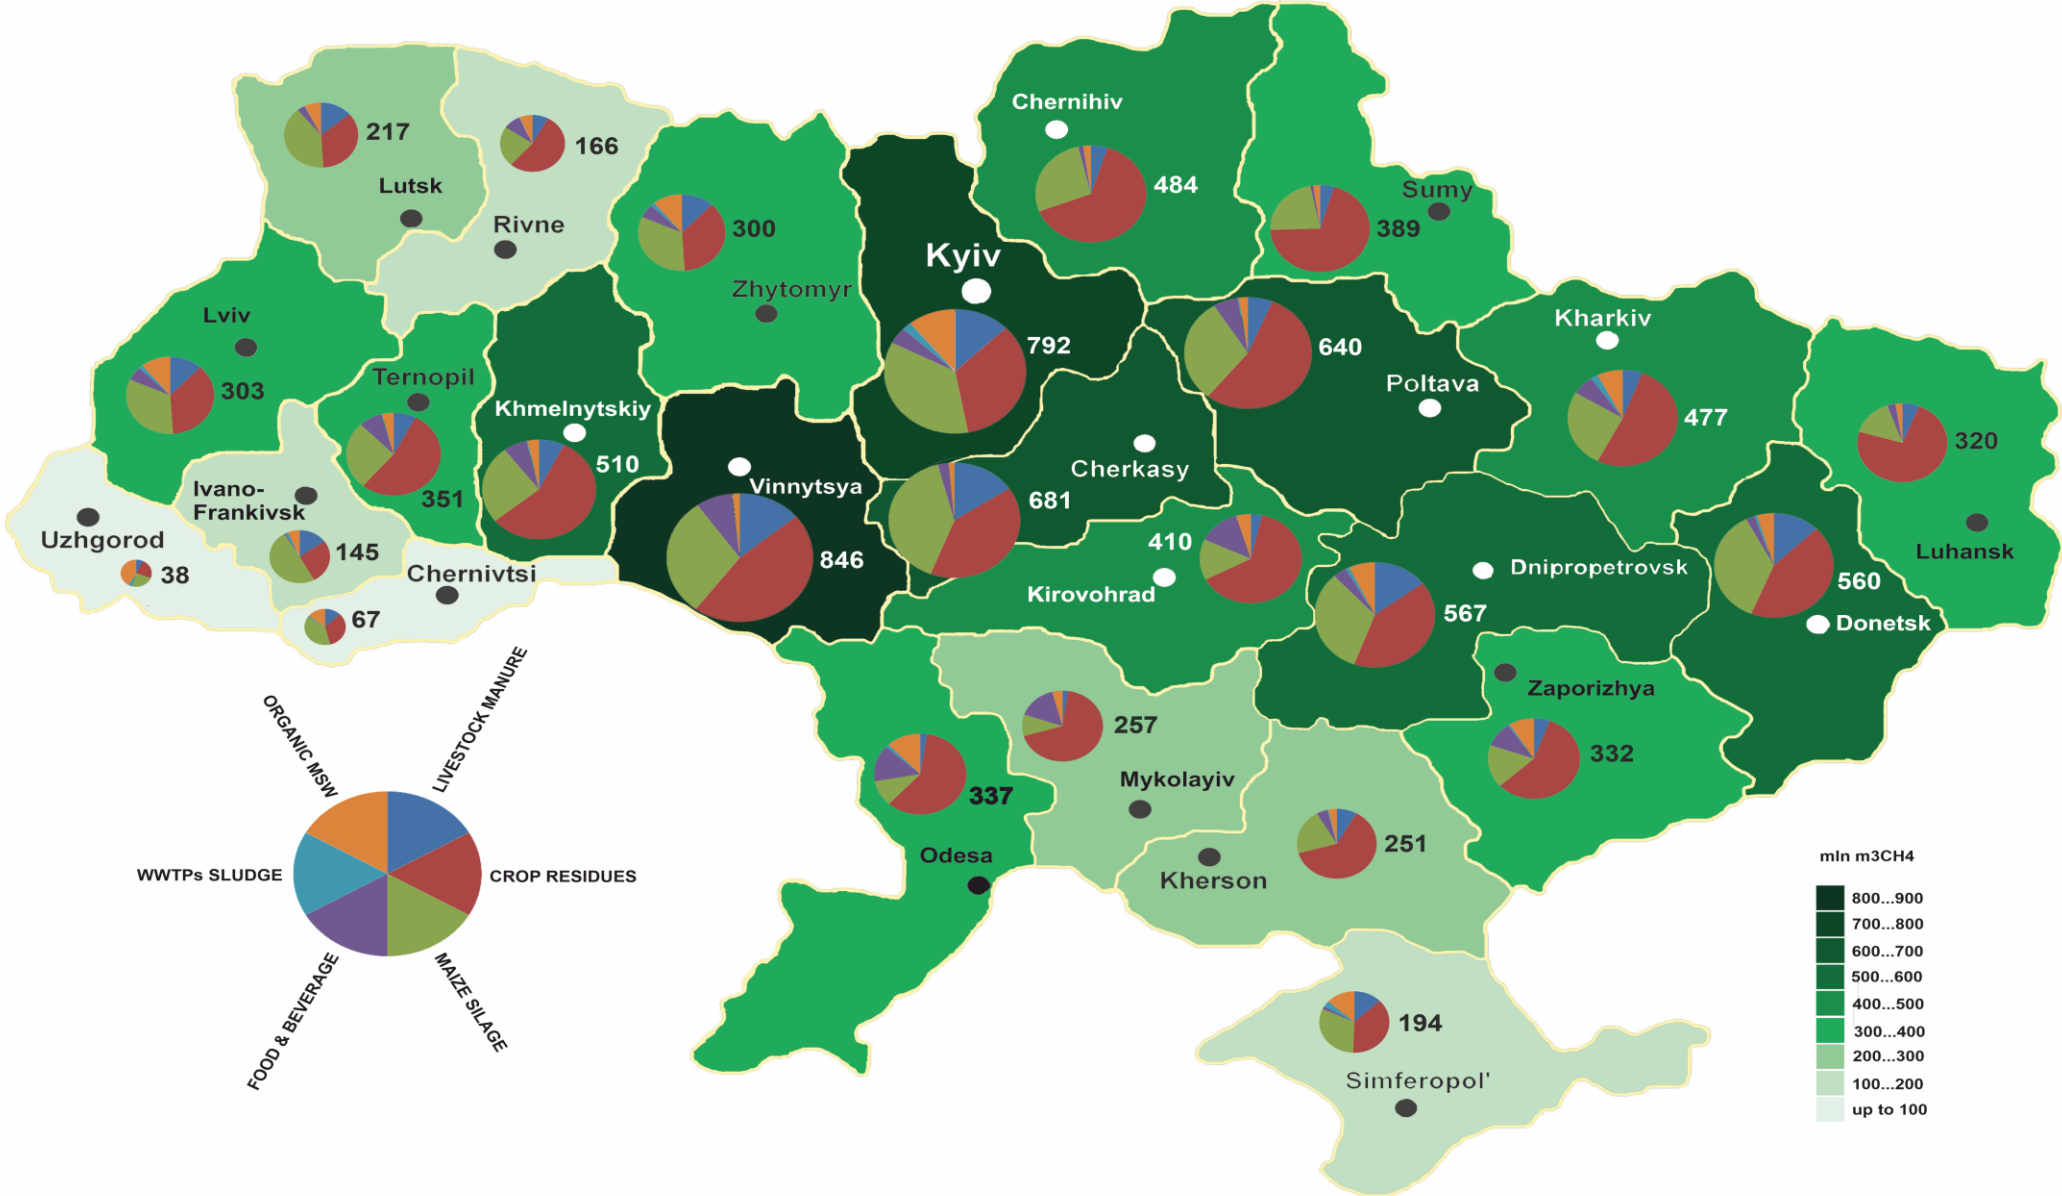 Chernihiv
484
Sumy
389
217
Lutsk
166
Rivne
300
Zhytomyr
Kyiv
792
Lviv
303
Ternopil
351
Khmelnytskiy
510
640
Poltava
Kharkiv
477
320
Luhansk
Cherkasy
681
Vinnytsya
846
Ivano-
Frankivsk
145
Uzhgorod
38
Chernivtsi
67
410
Kirovohrad
Dnipropetrovsk
567
560
Donetsk
Zaporizhya
332
257
Mykolayiv
337
Odesa
251
Kherson
194
Simferopol'
ORGANIC MSW
LIVESTOCK MANURE
WWTPs SLUDGE
CROP RESIDUES
FOOD & BEVERAGE
MAIZE SILAGE
mln m3CH4
800...900
700...800
600...700
500...600
400...500
300...400
200...300
100...200
up to 100